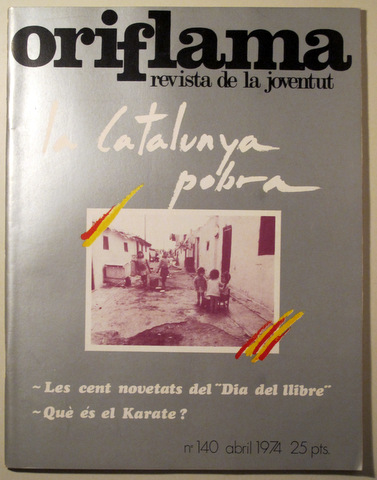 oriflama
revista de la joventut
la Catalunya
pobra
~Les cent novetats del "Dia del llibre"
~Què és el Karate?
nº 140 abril 1974 25 pts.